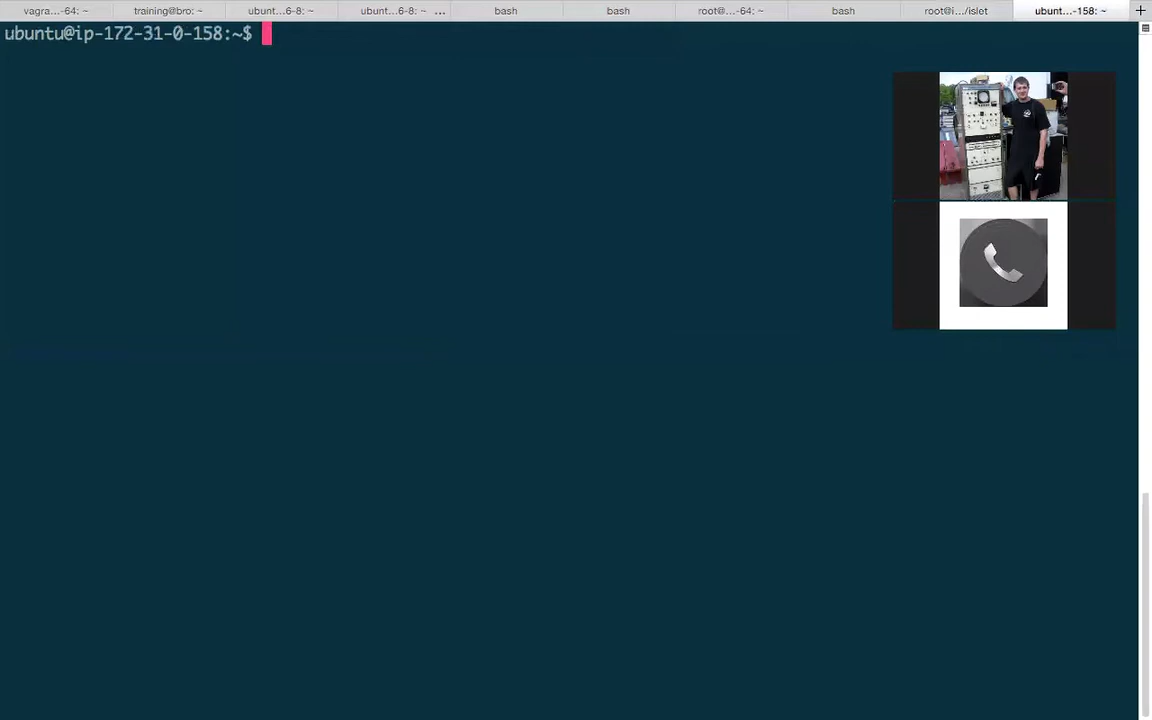 vagra...-64: ~
training@bro: ~
ubunt...6-8: ~
ubunt...6-8: ~ ...
bash
bash
root@...-64: ~
bash
root@i.../islet
ubunt...-158: ~
ubuntu@ip-172-31-0-158:~$